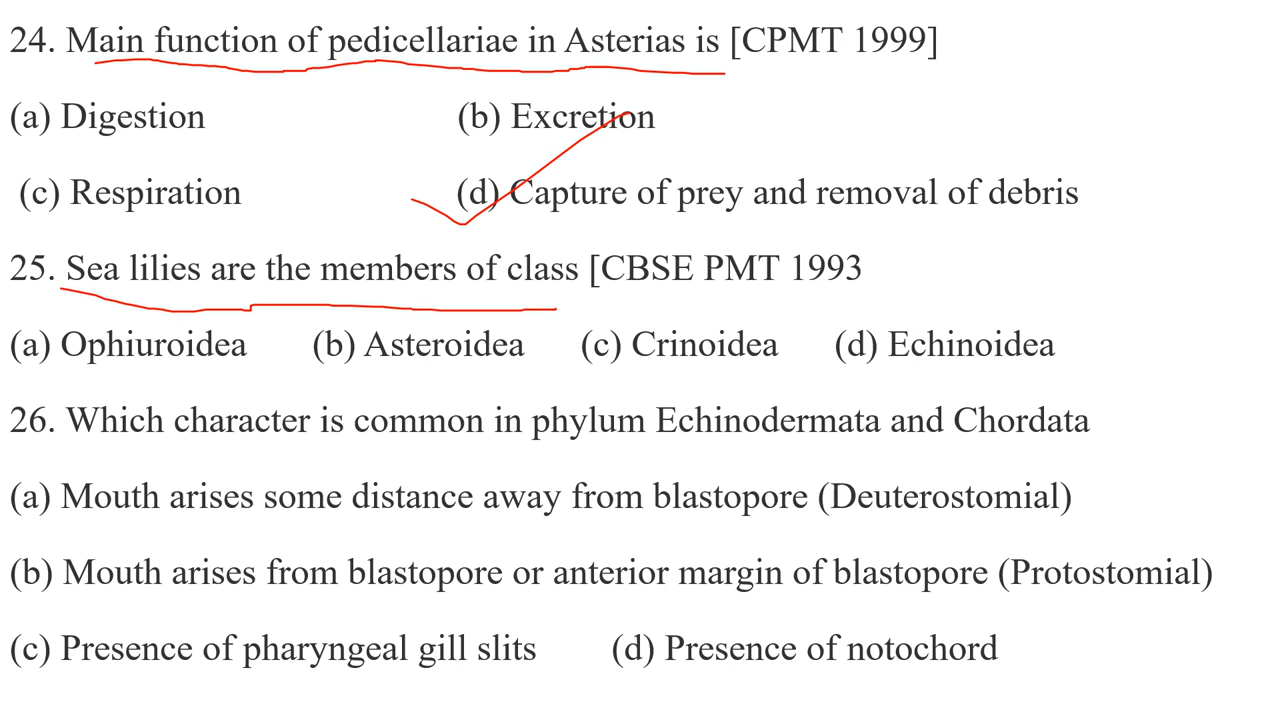 24. Main function of pedicellariae in Asterias is [CPMT 1999]
(a) Digestion (b) Excretion
(c) Respiration (d) Capture of prey and removal of debris
25. Sea lilies are the members of class [CBSE PMT 1993
(a) Ophiuroidea (b) Asteroidea (c) Crinoidea (d) Echinoidea
26. Which character is common in phylum Echinodermata and Chordata
(a) Mouth arises some distance away from blastopore (Deuterostomial)
(b) Mouth arises from blastopore or anterior margin of blastopore (Protostomial)
(c) Presence of pharyngeal gill slits (d) Presence of notochord